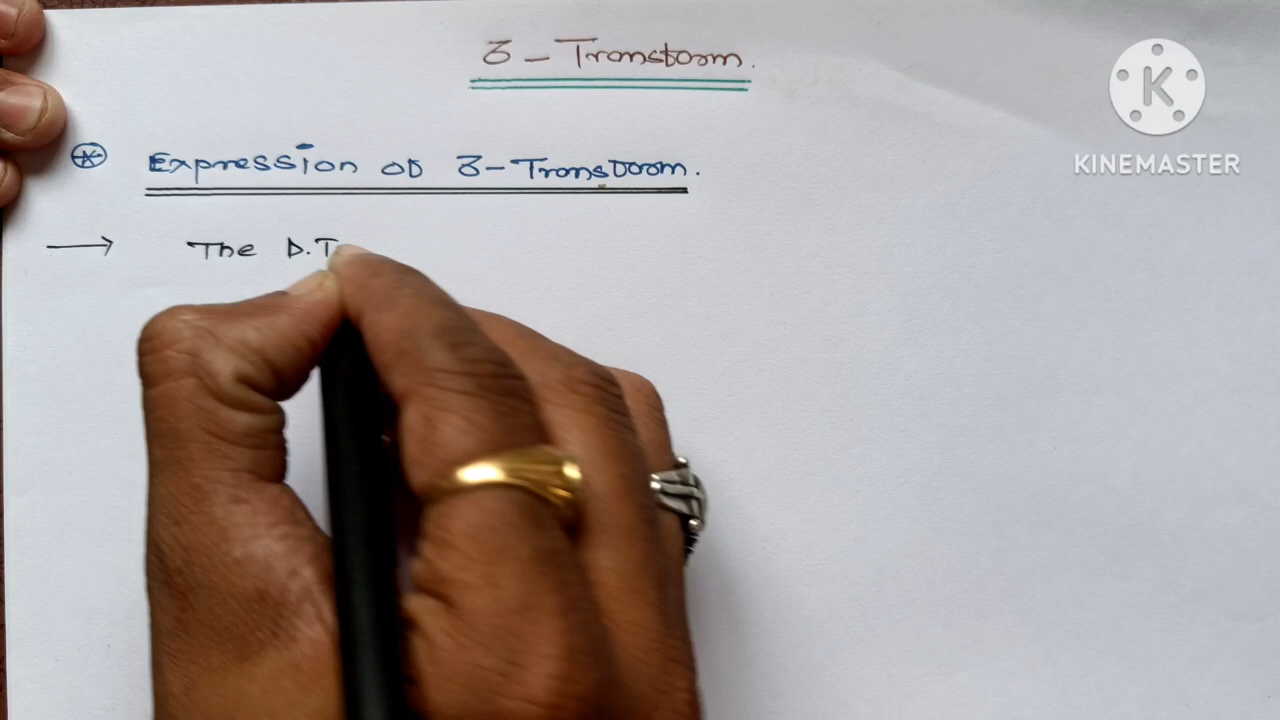 Z - Transform.
KINEMASTER
Expression of Z-Transform.
→ The D.T